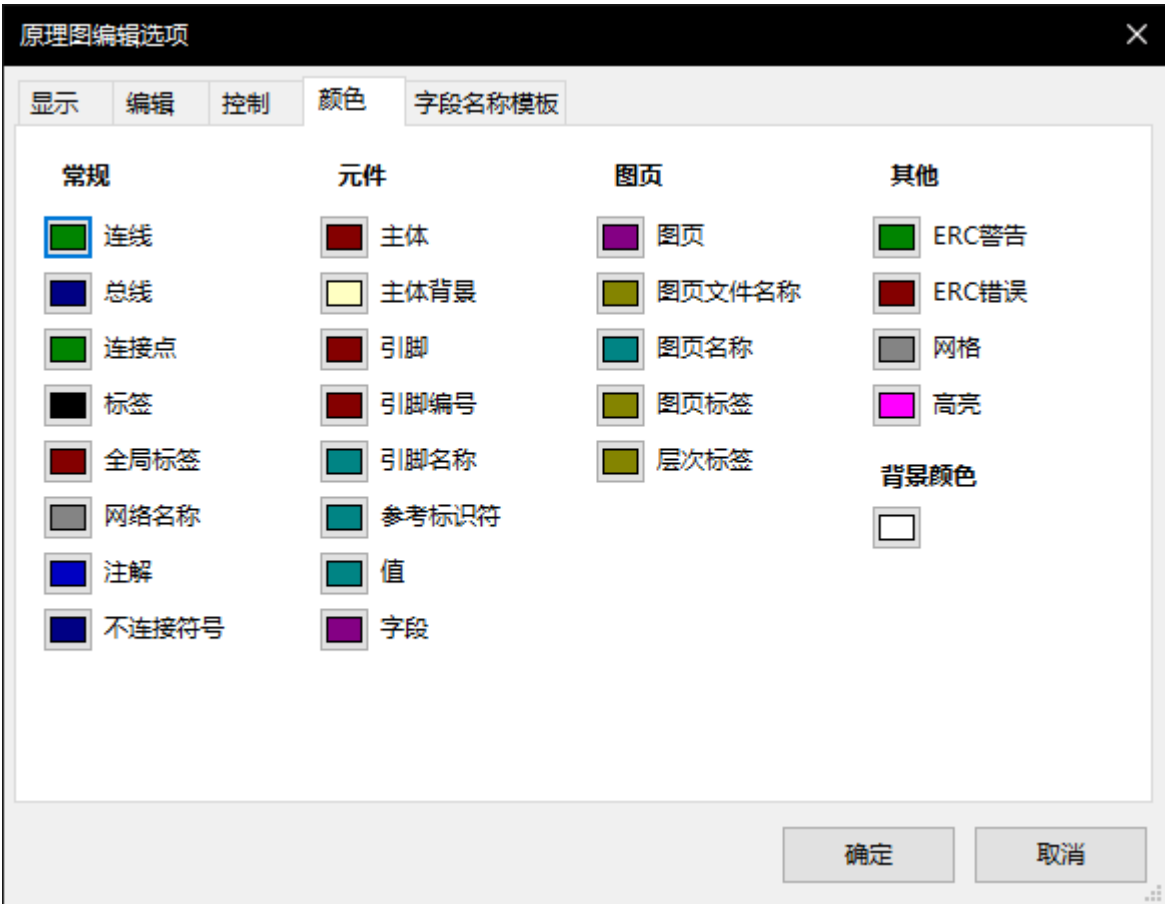 原理图编辑选项
显示 编辑 控制 颜色 字段名称模板
常规 元件 图页 其他
连线 主体 图页 ERC警告
总线 主体背景 图页文件名称 ERC错误
连接点 引脚 图页名称 网格
标签 引脚编号 图页标签 高亮
全局标签 引脚名称 层次标签 背景颜色
网络名称 参考标识符
注解 值
不连接符号 字段
确定 取消